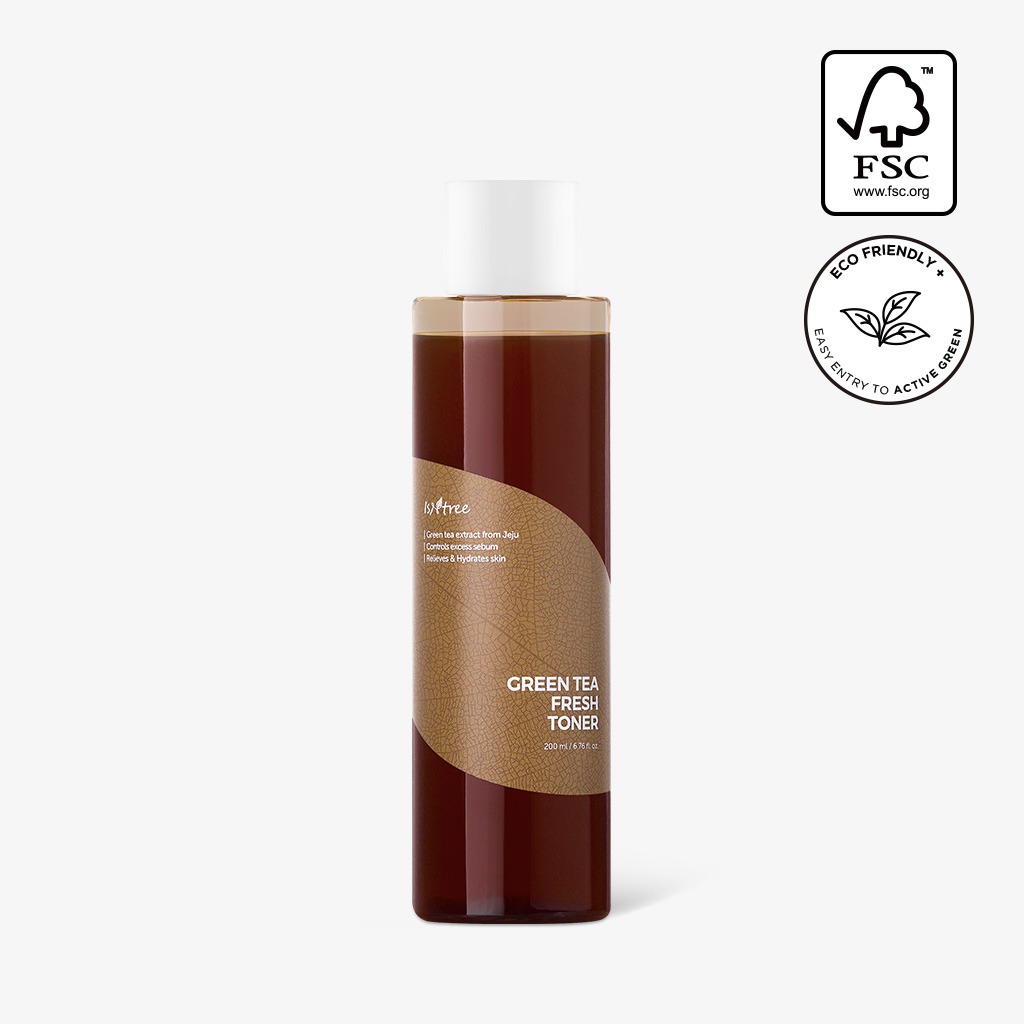 FSC
™
www.fsc.org
ECO FRIENDLY +
EASY ENTRY TO ACTIVE GREEN
IsNtree
Green tea extract from Jeju
Controls excess sebum
Relieves & Hydrates skin
GREEN TEA
FRESH
TONER
200 ml / 6.76 fl. oz.